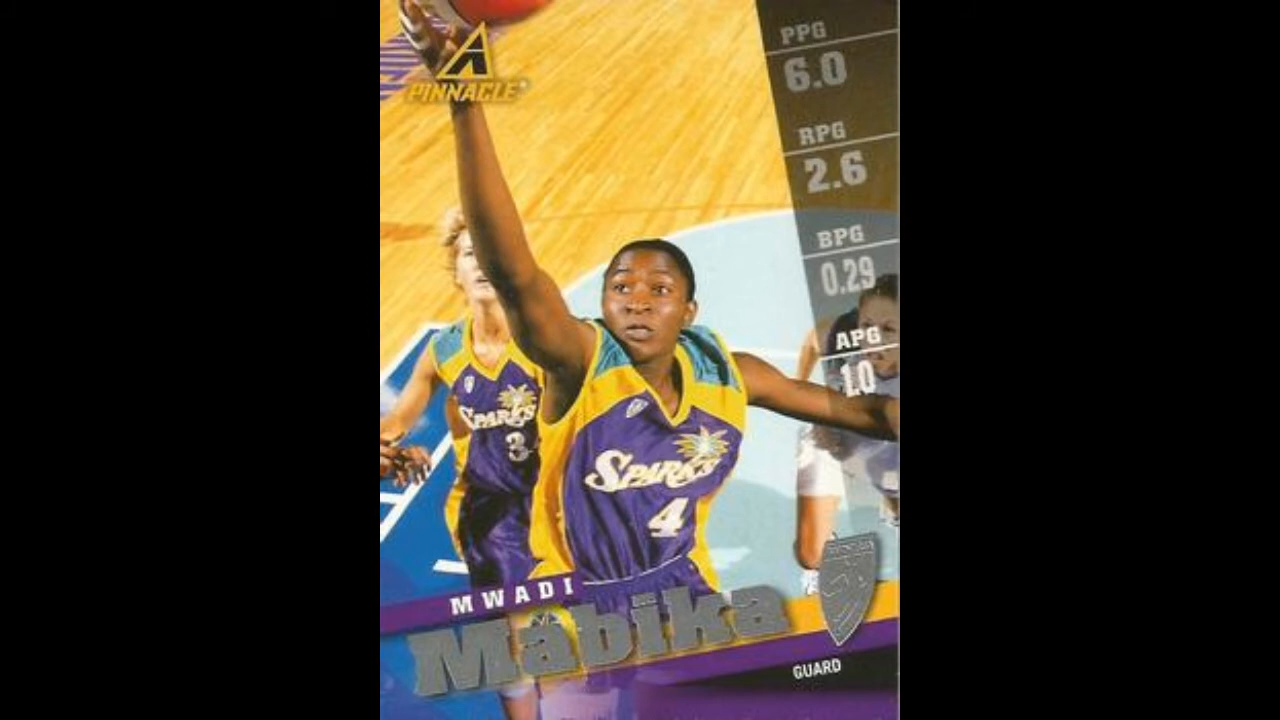 PINNACLE
PPG
6.0
RPG
2.6
BPG
0.29
APG
1.0
SPARKS
3
SPARKS
4
MWADI
Mabika
GUARD